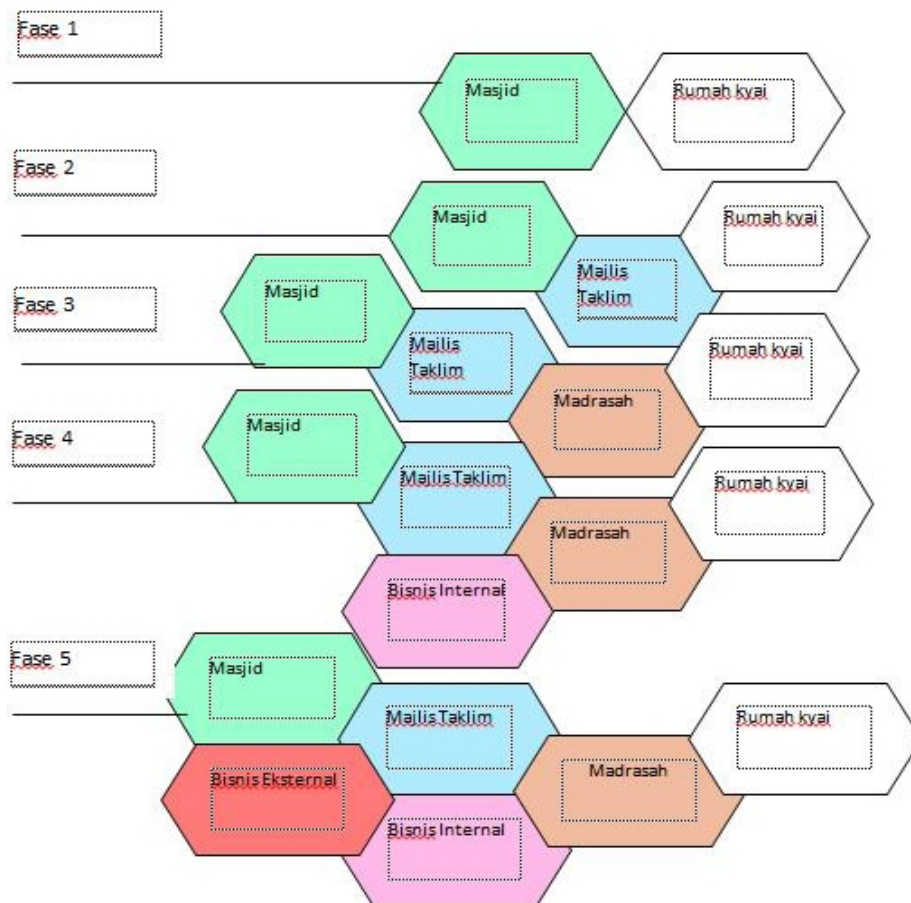 Fase 1
Masjid
Rumah kyai
Fase 2
Masjid
Rumah kyai
Majlis
Taklim
Fase 3
Masjid
Majlis
Taklim
Rumah kyai
Madrasah
Fase 4
Masjid
Majlis Taklim
Rumah kyai
Madrasah
Bisnis Internal
Fase 5
Masjid
Majlis Taklim
Rumah kyai
Bisnis Eksternal
Madrasah
Bisnis Internal